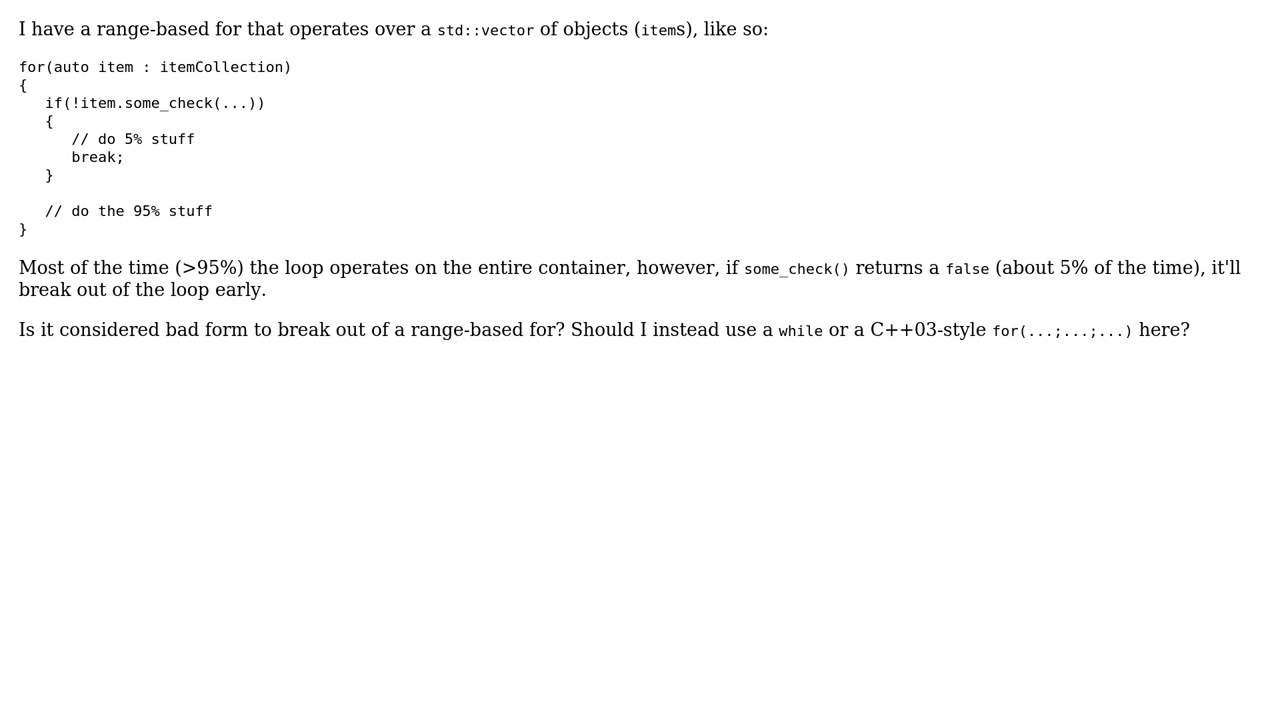 I have a range-based for that operates over a std::vector of objects (items), like so:
for(auto item : itemCollection)
{
   if(!item.some_check(...))
   {
      // do 5% stuff
      break;
   }

   // do the 95% stuff
}
Most of the time (>95%) the loop operates on the entire container, however, if some_check() returns a false (about 5% of the time), it'll
break out of the loop early.
Is it considered bad form to break out of a range-based for? Should I instead use a while or a C++03-style for(...;...;...) here?